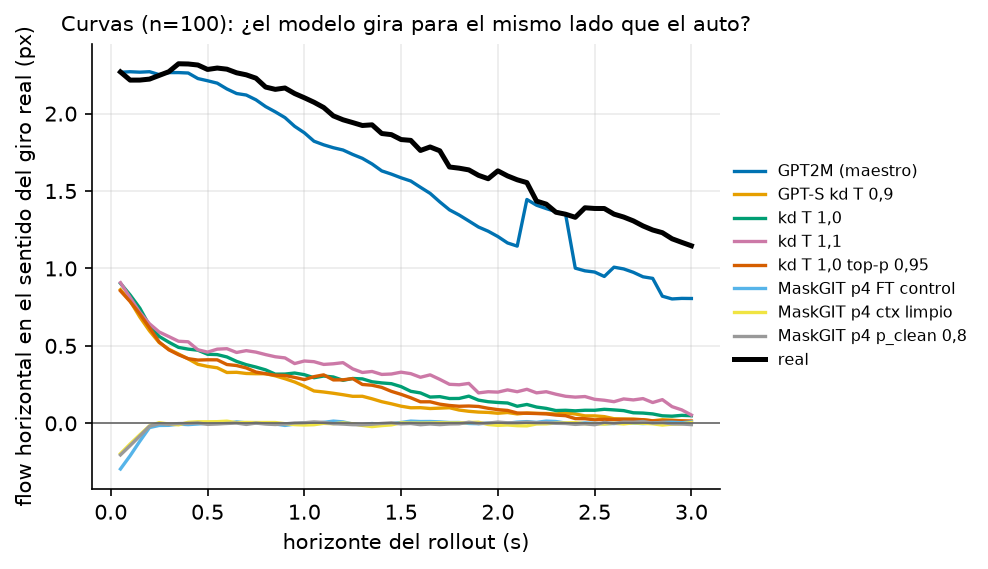 Curvas (n=100): ¿el modelo gira para el mismo lado que el auto?
flow horizontal en el sentido del giro real (px)
2.0
1.5
1.0
0.5
0.0
0.0 0.5 1.0 1.5 2.0 2.5 3.0
horizonte del rollout (s)
GPT2M (maestro)
GPT-S kd T 0,9
kd T 1,0
kd T 1,1
kd T 1,0 top-p 0,95
MaskGIT p4 FT control
MaskGIT p4 ctx limpio
MaskGIT p4 p_clean 0,8
real